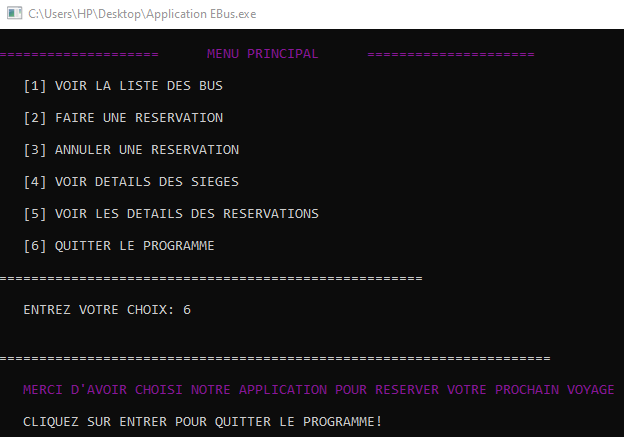 C:\Users\HP\Desktop\Application EBus.exe
==================== MENU PRINCIPAL =====================
[1] VOIR LA LISTE DES BUS
[2] FAIRE UNE RESERVATION
[3] ANNULER UNE RESERVATION
[4] VOIR DETAILS DES SIEGES
[5] VOIR LES DETAILS DES RESERVATIONS
[6] QUITTER LE PROGRAMME
=====================================================
ENTREZ VOTRE CHOIX: 6
=====================================================================
MERCI D'AVOIR CHOISI NOTRE APPLICATION POUR RESERVER VOTRE PROCHAIN VOYAGE
CLIQUEZ SUR ENTRER POUR QUITTER LE PROGRAMME!